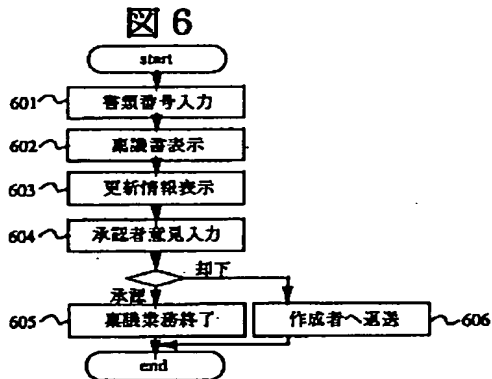 図6
start
601 書類番号入力
602 稟議書表示
603 更新情報表示
604 承認者意見入力
却下
承認
605 稟議業務終了
作成者へ返送 606
end